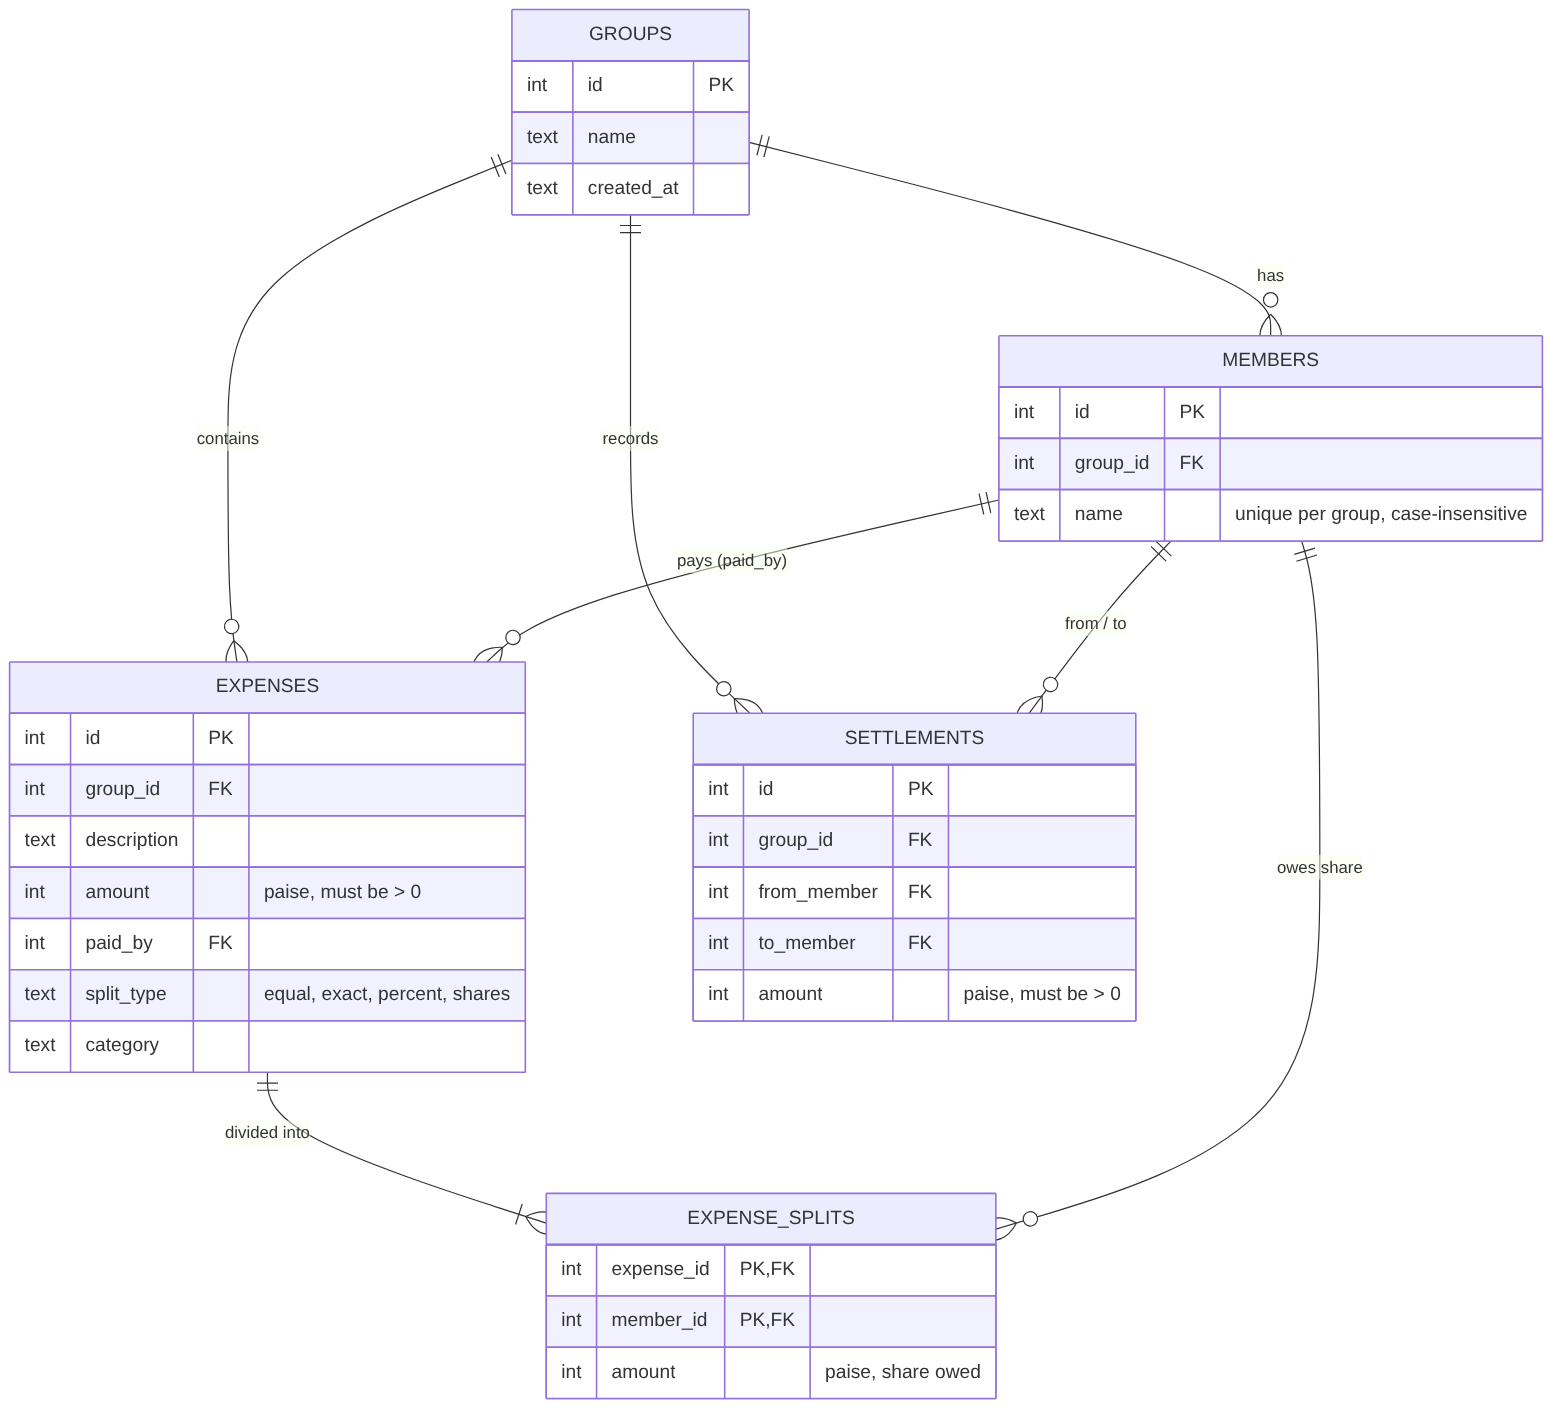 GROUPS
int id PK
text name
text created_at
has
MEMBERS
int id PK
int group_id FK
text name unique per group, case-insensitive
contains
records
pays (paid_by)
from / to
EXPENSES
int id PK
int group_id FK
text description
int amount paise, must be > 0
int paid_by FK
text split_type equal, exact, percent, shares
text category
SETTLEMENTS
int id PK
int group_id FK
int from_member FK
int to_member FK
int amount paise, must be > 0
owes share
divided into
EXPENSE_SPLITS
int expense_id PK,FK
int member_id PK,FK
int amount paise, share owed